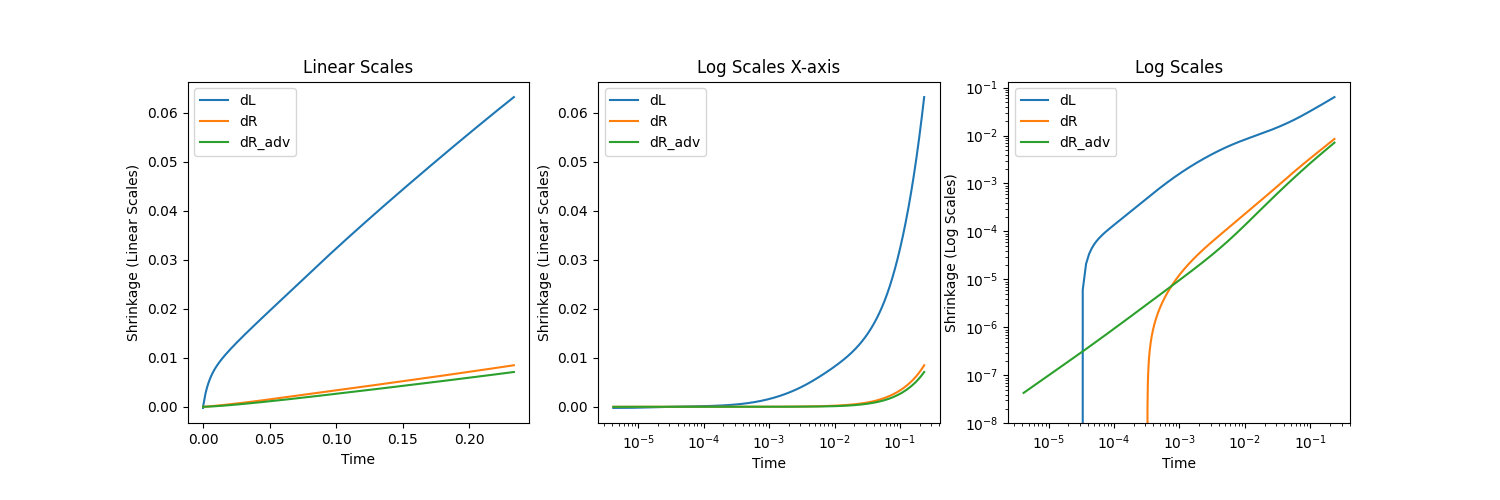 Linear Scales
Shrinkage (Linear Scales)
0.06
0.05
0.04
0.03
0.02
0.01
0.00
dL
dR
dR_adv
0.00 0.05 0.10 0.15 0.20
Time
Log Scales X-axis
Shrinkage (Linear Scales)
0.06
0.05
0.04
0.03
0.02
0.01
0.00
dL
dR
dR_adv
10⁻⁵ 10⁻⁴ 10⁻³ 10⁻² 10⁻¹
Time
Log Scales
Shrinkage (Log Scales)
10⁻¹
10⁻²
10⁻³
10⁻⁴
10⁻⁵
10⁻⁶
10⁻⁷
10⁻⁸
dL
dR
dR_adv
10⁻⁵ 10⁻⁴ 10⁻³ 10⁻² 10⁻¹
Time